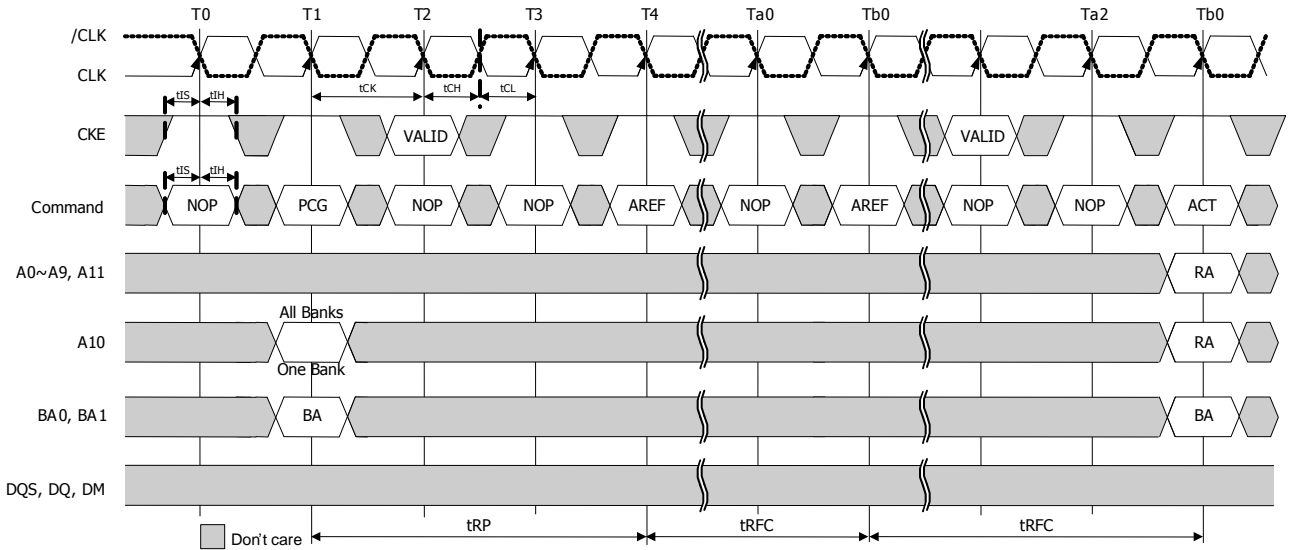 T0 T1 T2 T3 T4 Ta0 Tb0 Ta2 Tb0
/CLK
CLK
tCK tCH tCL
tIS tIH
CKE VALID VALID
tIS tIH
Command NOP PCG NOP NOP AREF NOP AREF NOP NOP ACT
A0~A9, A11 RA
All Banks
A10 RA
One Bank
BA0, BA1 BA BA
DQS, DQ, DM
tRP tRFC tRFC
Don't care